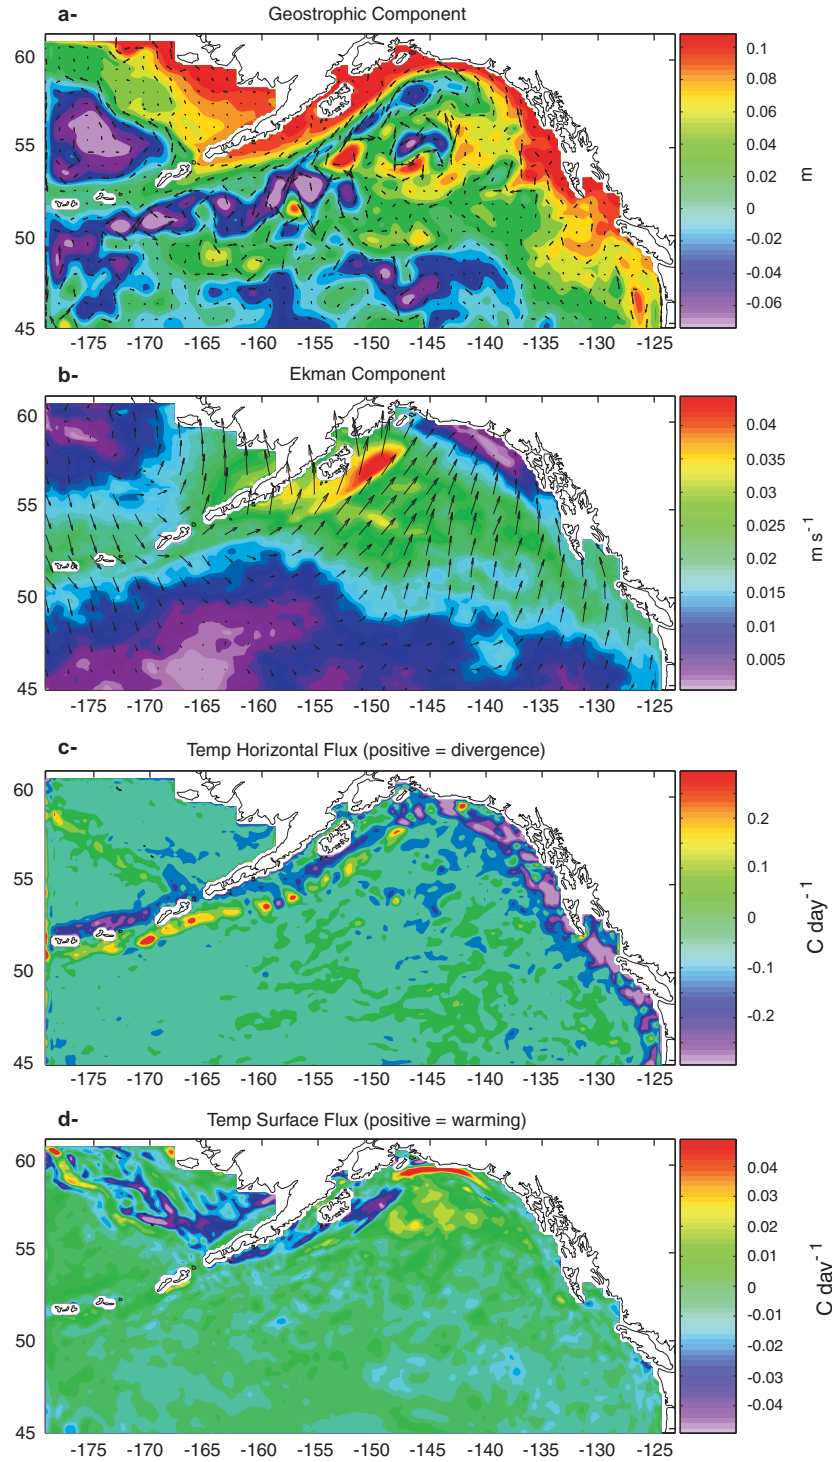 a-
Geostrophic Component
60
55
50
45
-175 -170 -165 -160 -155 -150 -145 -140 -135 -130 -125
0.1
0.08
0.06
0.04
0.02
0
-0.02
-0.04
-0.06
m
b-
Ekman Component
60
55
50
45
-175 -170 -165 -160 -155 -150 -145 -140 -135 -130 -125
0.04
0.035
0.03
0.025
0.02
0.015
0.01
0.005
m s-1
c-
Temp Horizontal Flux (positive = divergence)
60
55
50
45
-175 -170 -165 -160 -155 -150 -145 -140 -135 -130 -125
0.2
0.1
0
-0.1
-0.2
C day-1
d-
Temp Surface Flux (positive = warming)
60
55
50
45
-175 -170 -165 -160 -155 -150 -145 -140 -135 -130 -125
0.04
0.03
0.02
0.01
0
-0.01
-0.02
-0.03
-0.04
C day-1